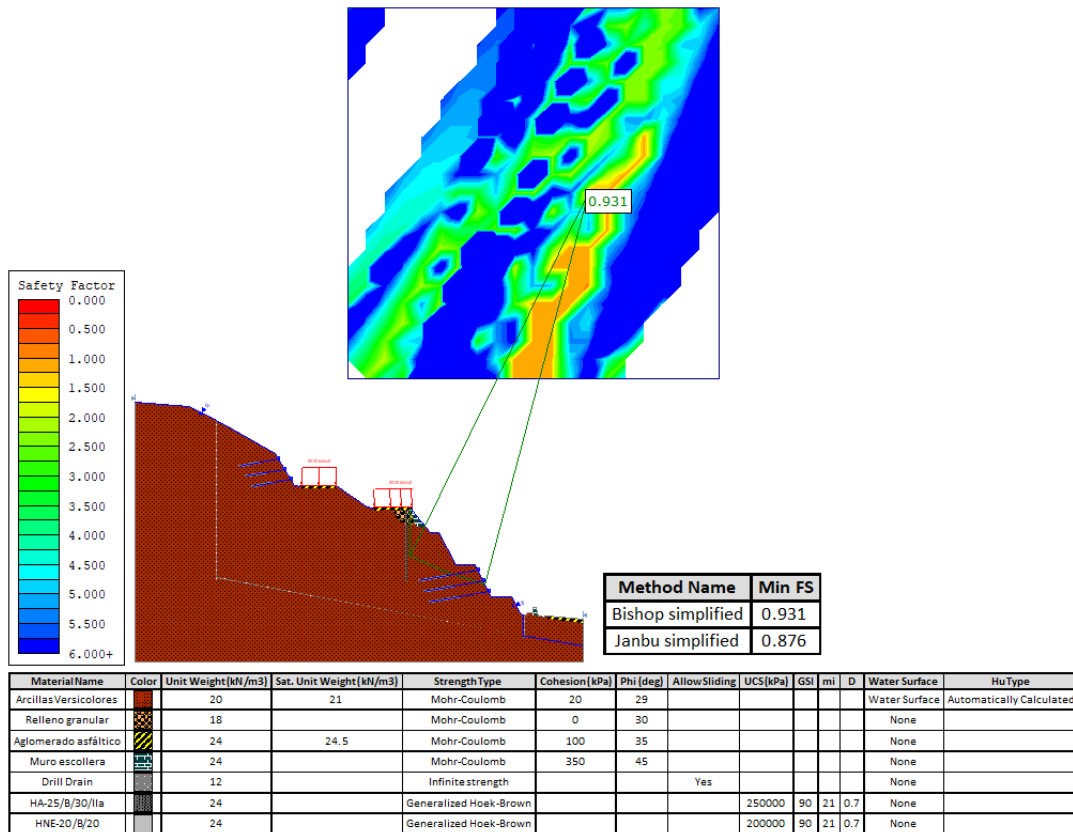 0.931
Safety Factor
0.000
0.500
1.000
1.500
2.000
2.500
3.000
3.500
4.000
4.500
5.000
5.500
6.000+
Method Name Min FS
Bishop simplified 0.931
Janbu simplified 0.876
Material Name Color Unit Weight (kN/m3) Sat. Unit Weight (kN/m3) Strength Type Cohesion (kPa) Phi (deg) Allow Sliding UCS (kPa) GSI mi D Water Surface Hu Type
Arcillas Versicolores 20 21 Mohr-Coulomb 20 29 Water Surface Automatically Calculated
Relleno granular 18 Mohr-Coulomb 0 30 None
Aglomerado asfáltico 24 24.5 Mohr-Coulomb 100 35 None
Muro escollera 24 Mohr-Coulomb 350 45 None
Drill Drain 12 Infinite strength Yes None
HA-25/B/30/IIa 24 Generalized Hoek-Brown 250000 90 21 0.7 None
HNE-20/B/20 24 Generalized Hoek-Brown 200000 90 21 0.7 None